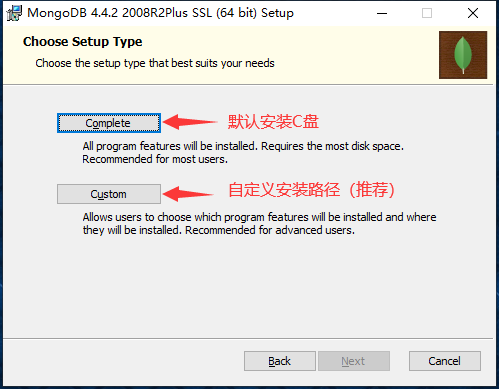 MongoDB 4.4.2 2008R2Plus SSL (64 bit) Setup
Choose Setup Type
Choose the setup type that best suits your needs
Complete
默认安装C盘
All program features will be installed. Requires the most disk space.
Recommended for most users.
Custom
自定义安装路径（推荐）
Allows users to choose which program features will be installed and where
they will be installed. Recommended for advanced users.
Back
Next
Cancel